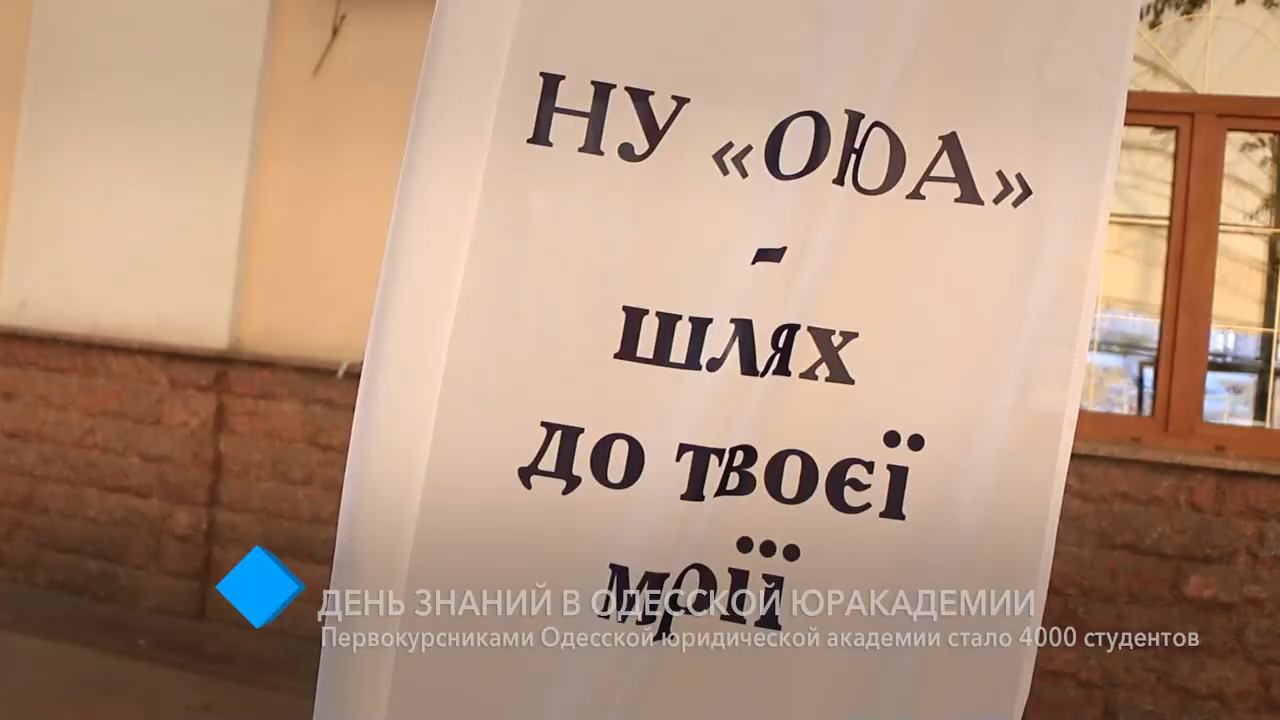 НУ «ОЮА»
-
ШЛЯХ
ДО ТВОЄЇ
МРІЇ
ДЕНЬ ЗНАНИЙ В ОДЕССКОЙ ЮРАКАДЕМИИ
Первокурсниками Одесской юридической академии стало 4000 студентов